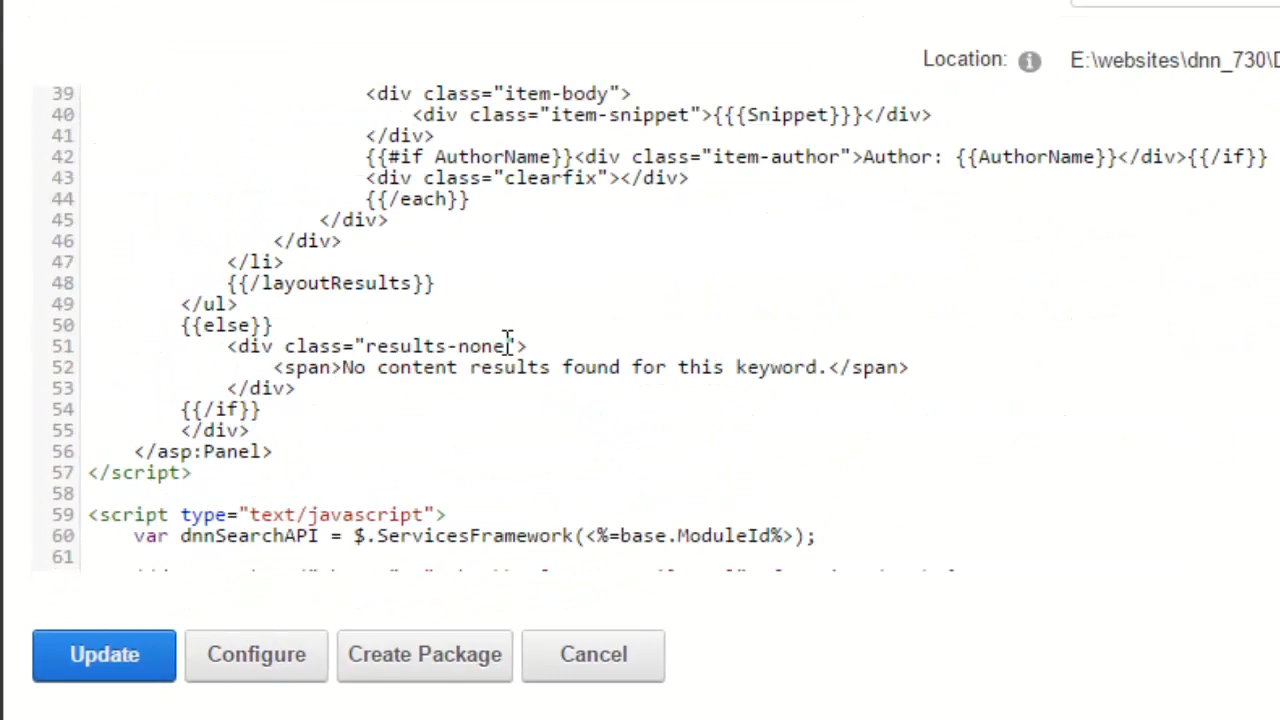 Location: E:\websites\dnn_730\D
39 <div class="item-body">
40 <div class="item-snippet">{{{Snippet}}}</div>
41 </div>
42 {{#if AuthorName}}<div class="item-author">Author: {{AuthorName}}</div>{{/if}}
43 <div class="clearfix"></div>
44 {{/each}}
45 </div>
46 </div>
47 </li>
48 {{/layoutResults}}
49 </ul>
50 {{else}}
51 <div class="results-none">
52 <span>No content results found for this keyword.</span>
53 </div>
54 {{/if}}
55 </div>
56 </asp:Panel>
57 </script>
58
59 <script type="text/javascript">
60 var dnnSearchAPI = $.ServicesFramework(<%=base.ModuleId%>);
61
Update Configure Create Package Cancel